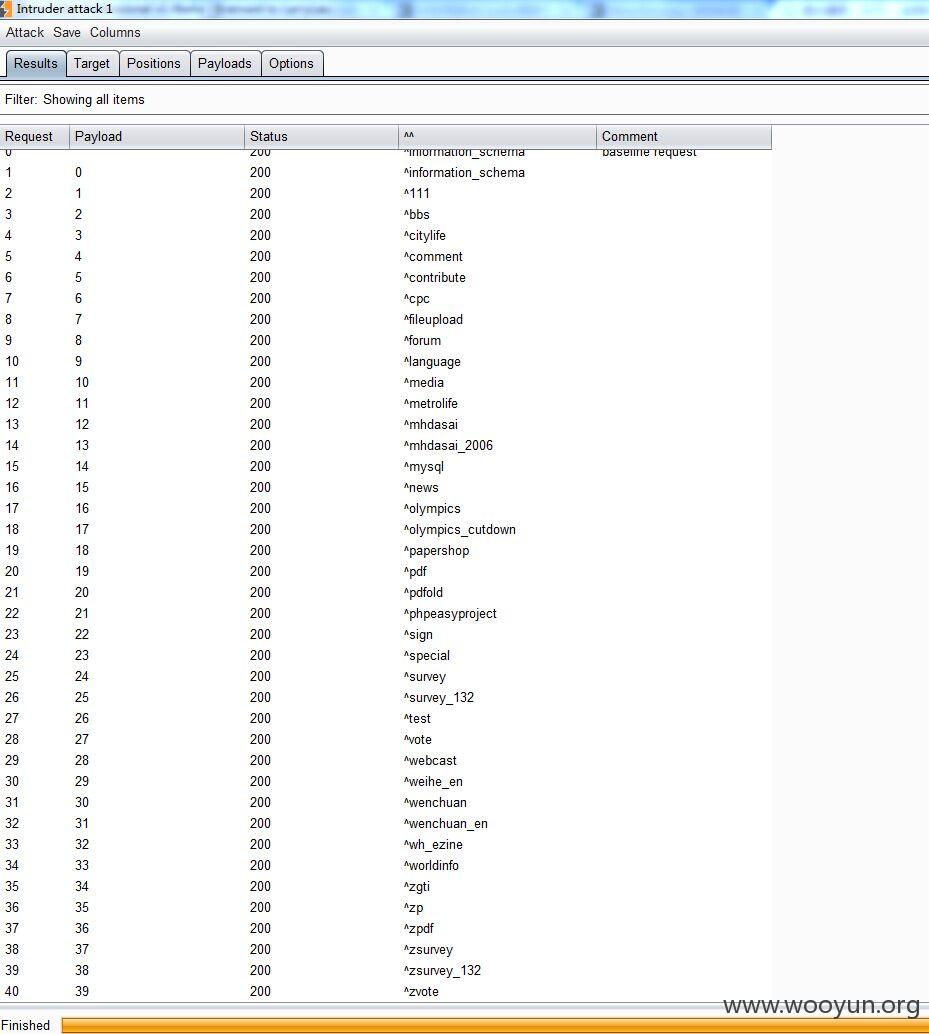 Intruder attack 1
Attack Save Columns
Results Target Positions Payloads Options
Filter: Showing all items
Request Payload Status ^^ Comment
0 200 ^information_schema baseline request
1 0 200 ^information_schema
2 1 200 ^111
3 2 200 ^bbs
4 3 200 ^citylife
5 4 200 ^comment
6 5 200 ^contribute
7 6 200 ^cpc
8 7 200 ^fileupload
9 8 200 ^forum
10 9 200 ^language
11 10 200 ^media
12 11 200 ^metrolife
13 12 200 ^mhdasai
14 13 200 ^mhdasai_2006
15 14 200 ^mysql
16 15 200 ^news
17 16 200 ^olympics
18 17 200 ^olympics_cutdown
19 18 200 ^papershop
20 19 200 ^pdf
21 20 200 ^pdfold
22 21 200 ^phpeasyproject
23 22 200 ^sign
24 23 200 ^special
25 24 200 ^survey
26 25 200 ^survey_132
27 26 200 ^test
28 27 200 ^vote
29 28 200 ^webcast
30 29 200 ^weihe_en
31 30 200 ^wenchuan
32 31 200 ^wenchuan_en
33 32 200 ^wh_ezine
34 33 200 ^worldinfo
35 34 200 ^zgti
36 35 200 ^zp
37 36 200 ^zpdf
38 37 200 ^zsurvey
39 38 200 ^zsurvey_132
40 39 200 ^zvote
www.wooyun.org
Finished